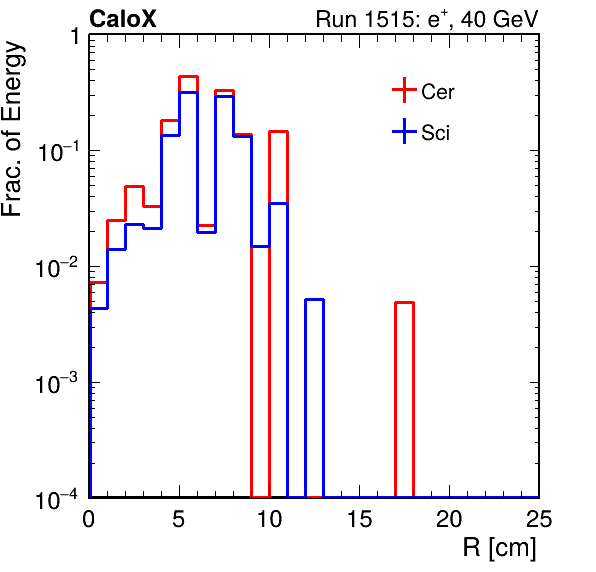 CaloX Run 1515: e⁺, 40 GeV
Frac. of Energy
1
10⁻¹
10⁻²
10⁻³
10⁻⁴
Cer
Sci
0 5 10 15 20 25
R [cm]